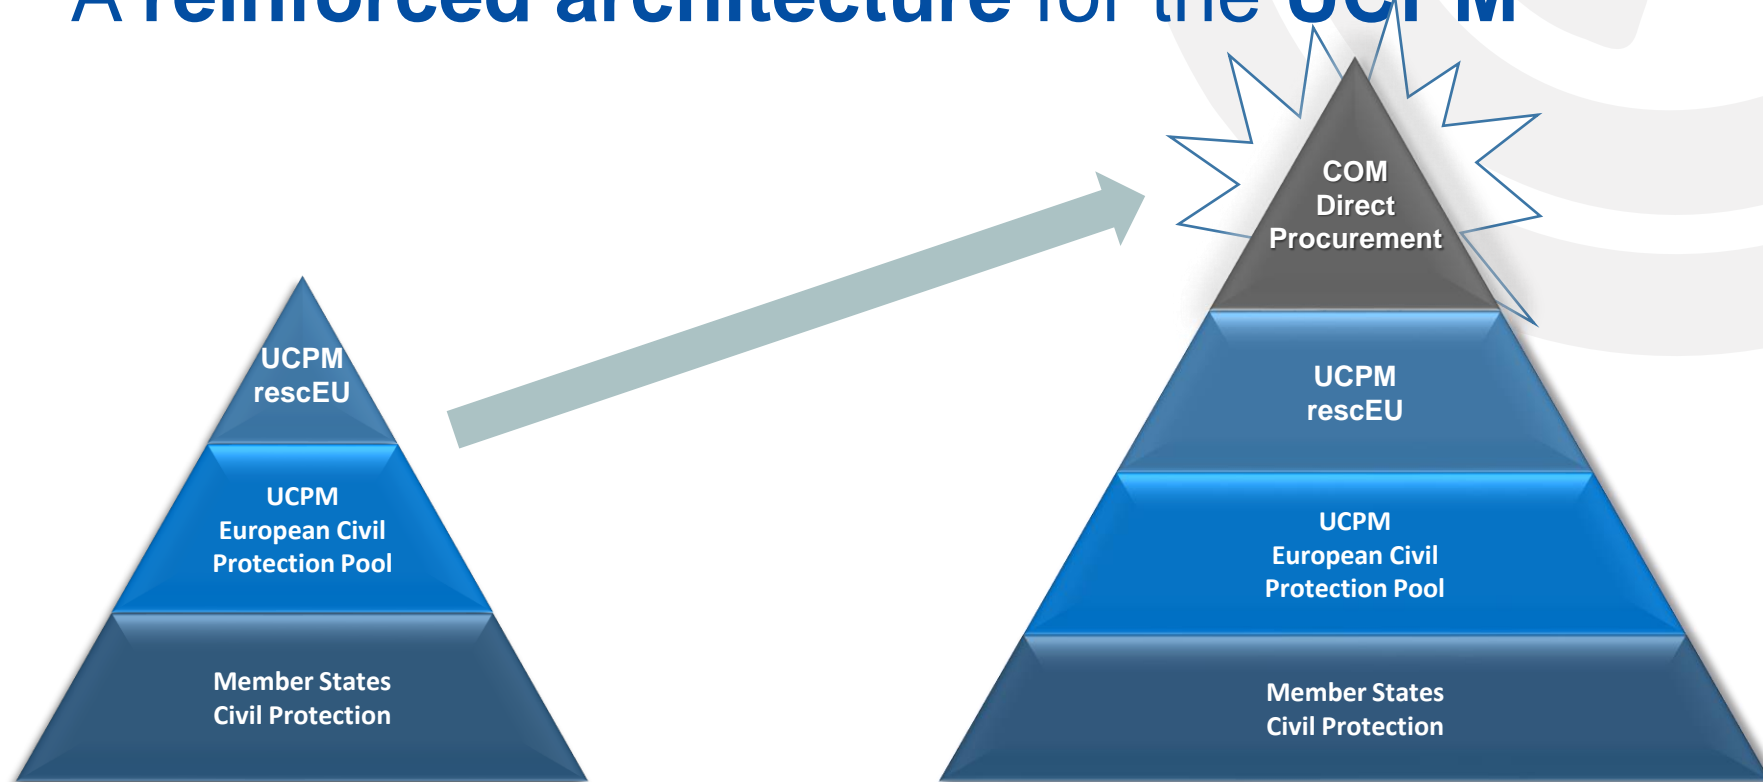 A reinforced architecture for the UCPM
UCPM
rescEU
UCPM
European Civil
Protection Pool
Member States
Civil Protection
COM
Direct
Procurement
UCPM
rescEU
UCPM
European Civil
Protection Pool
Member States
Civil Protection